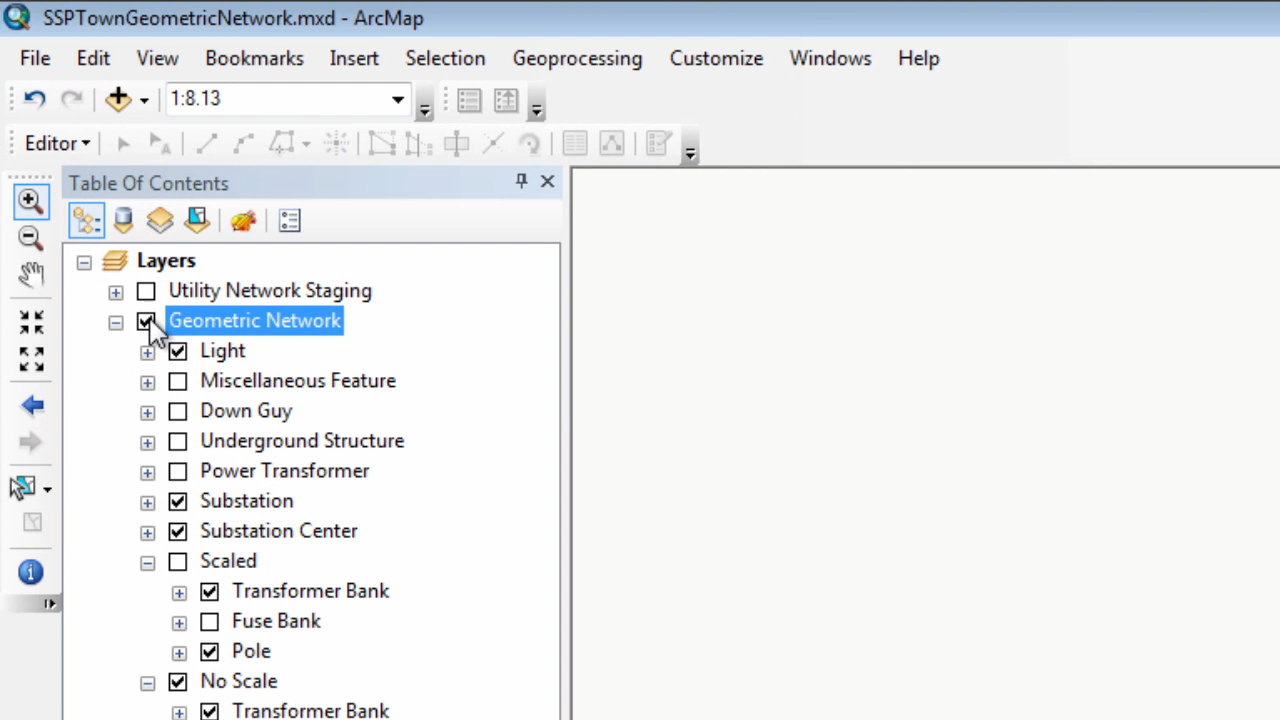 SSPTownGeometricNetwork.mxd - ArcMap
File Edit View Bookmarks Insert Selection Geoprocessing Customize Windows Help
1:8.13
Editor
Table Of Contents
Layers
Utility Network Staging
Geometric Network
Light
Miscellaneous Feature
Down Guy
Underground Structure
Power Transformer
Substation
Substation Center
Scaled
Transformer Bank
Fuse Bank
Pole
No Scale
Transformer Bank